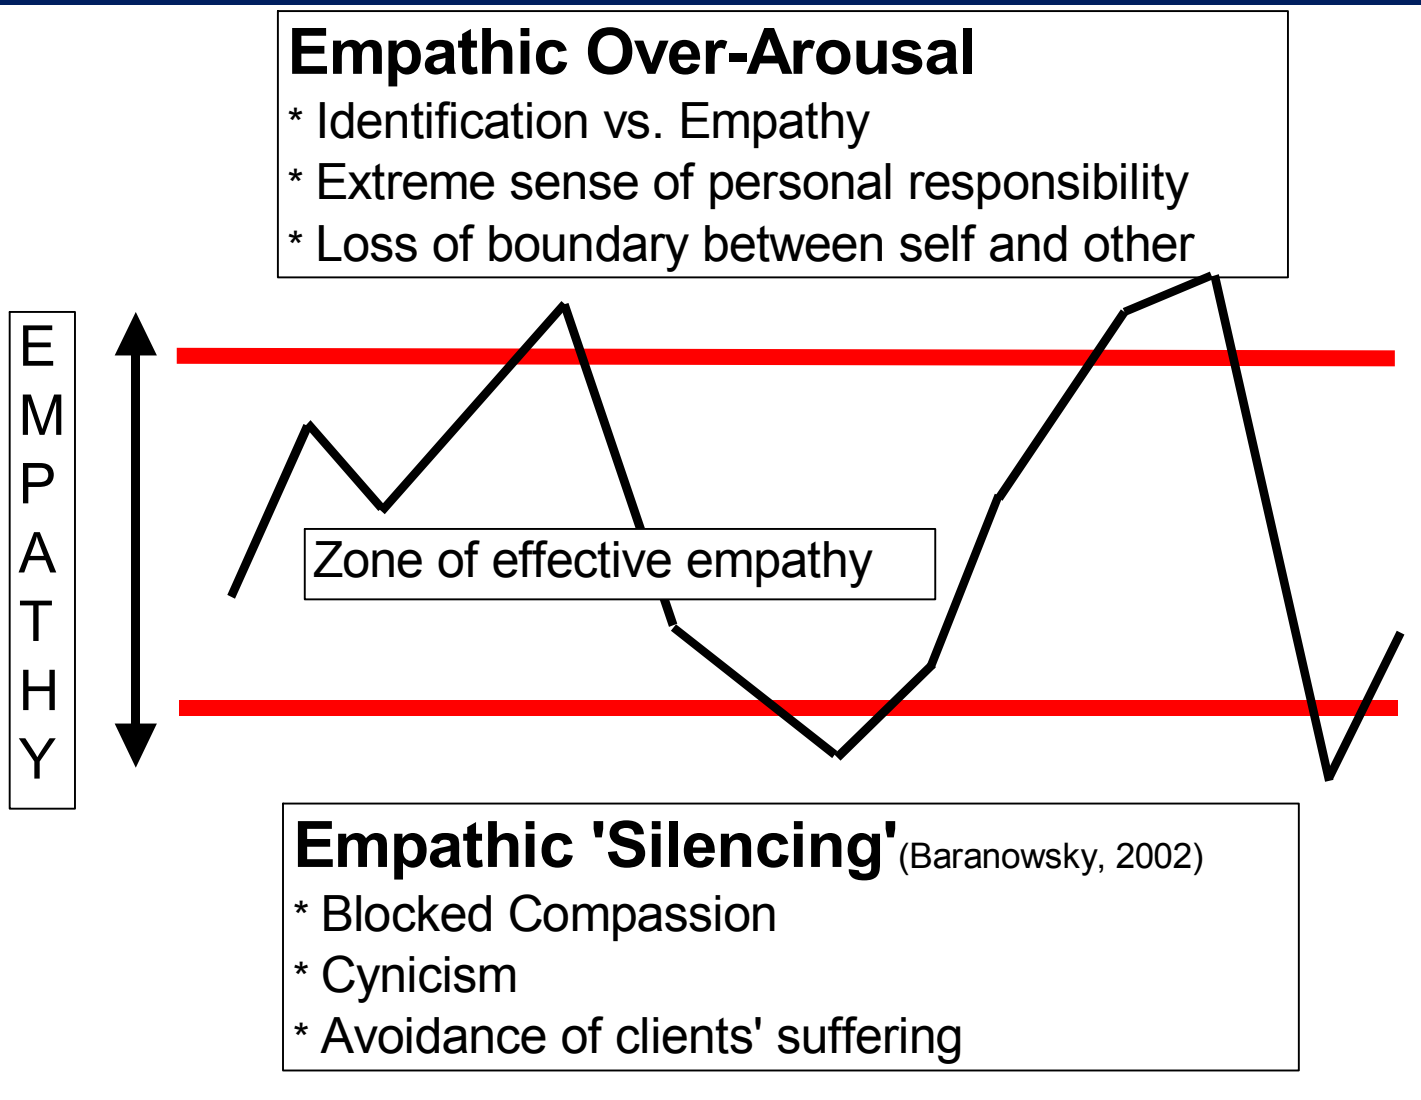 Empathic Over-Arousal
* Identification vs. Empathy
* Extreme sense of personal responsibility
* Loss of boundary between self and other
E
M
P
A
T
H
Y
Zone of effective empathy
Empathic 'Silencing'(Baranowsky, 2002)
* Blocked Compassion
* Cynicism
* Avoidance of clients' suffering